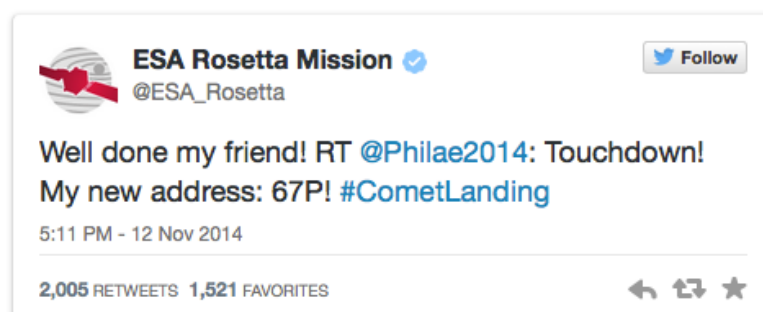 ESA Rosetta Mission
Follow
@ESA_Rosetta
Well done my friend! RT @Philae2014: Touchdown!
My new address: 67P! #CometLanding
5:11 PM - 12 Nov 2014
2,005 RETWEETS 1,521 FAVORITES